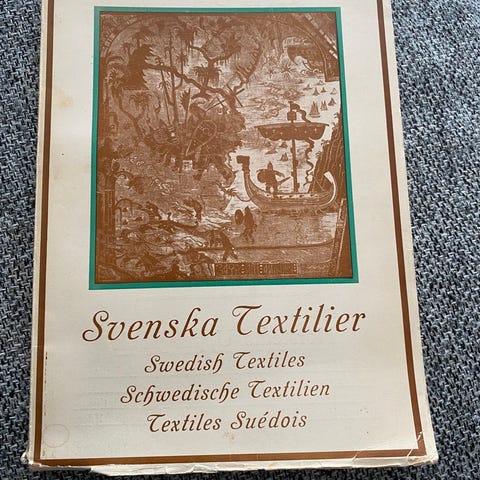 Svenska Textilier
Swedish Textiles
Schwedische Textilien
Textiles Suédois